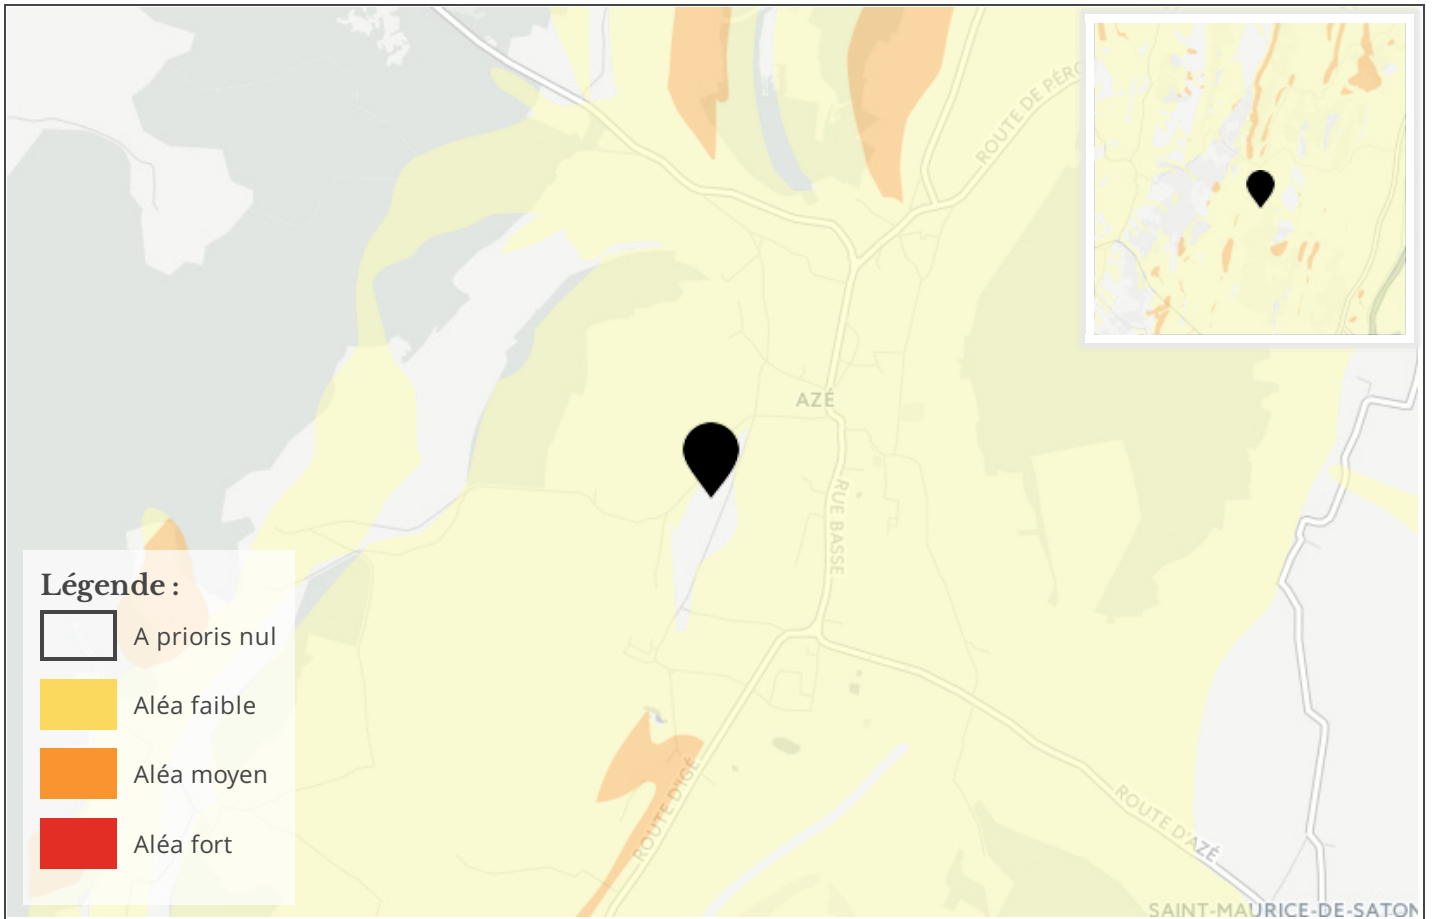 ROUTE DE PÉRO
AZÉ
RUE BASSE
Légende :
A prioris nul
Aléa faible
Aléa moyen
Aléa fort
ROUTE D'IGÉ
ROUTE D'AZÉ
SAINT-MAURICE-DE-SATON